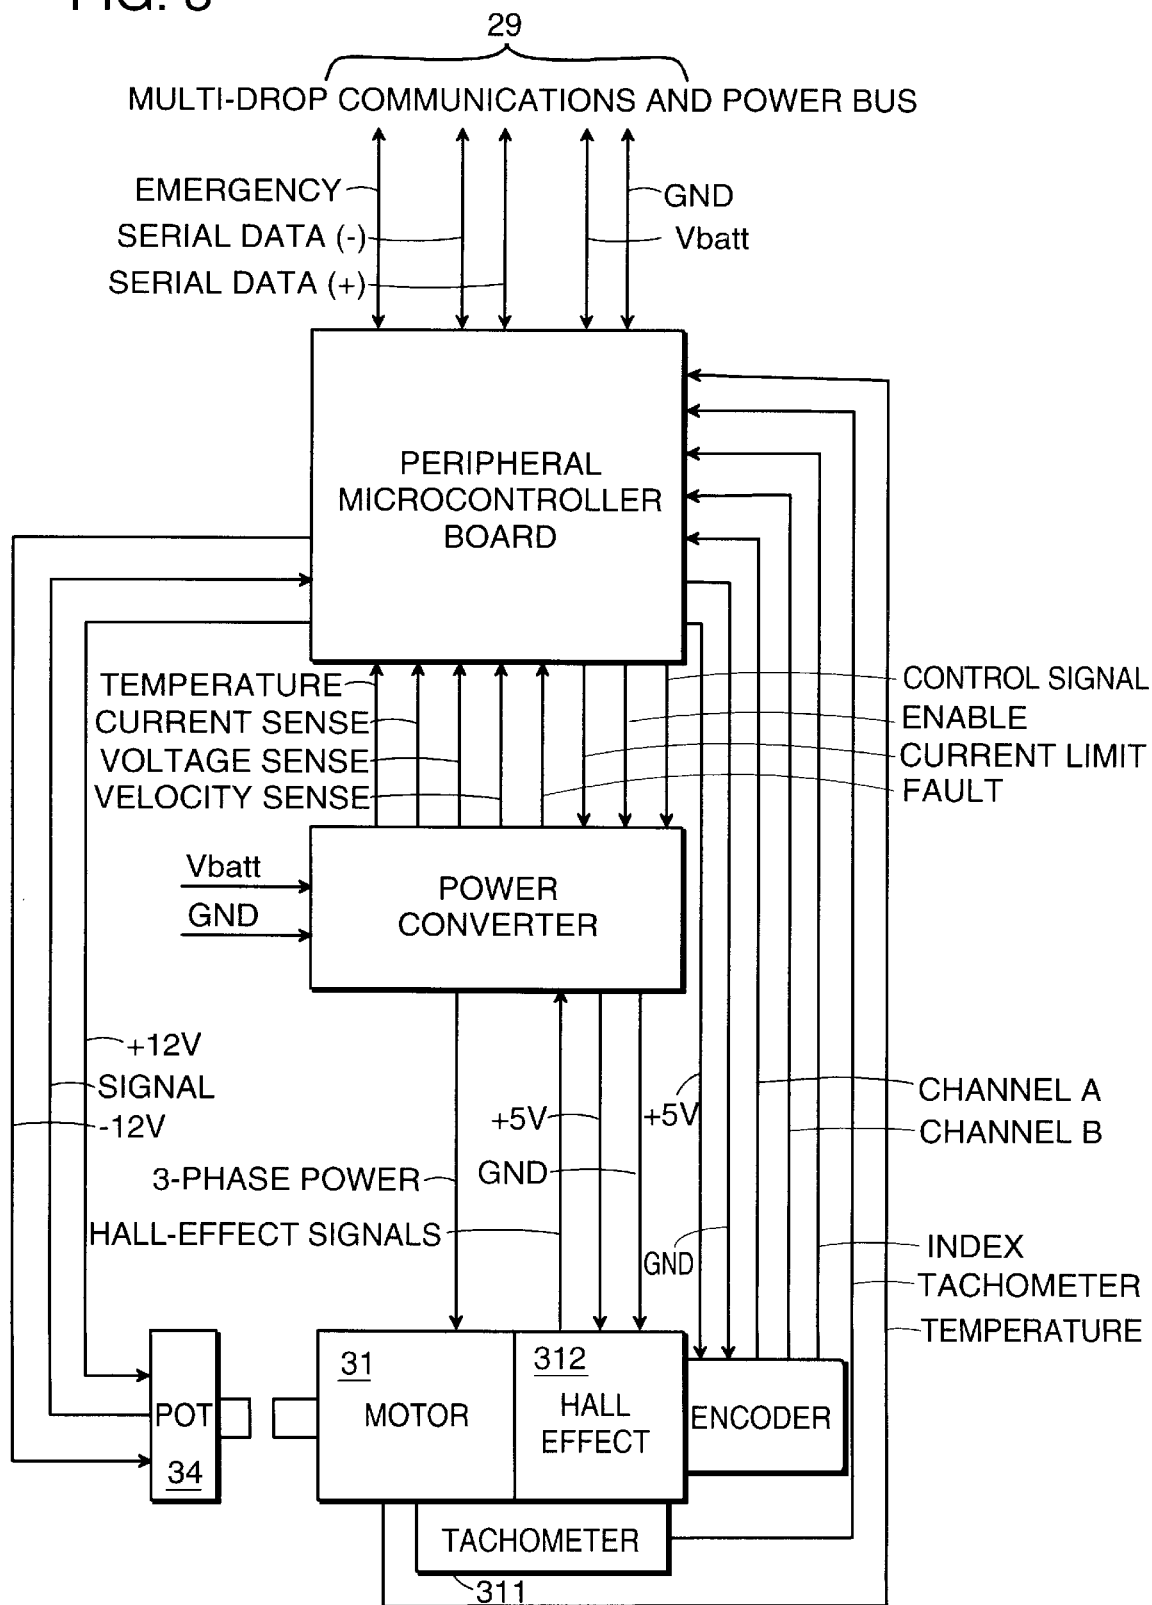 29
MULTI-DROP COMMUNICATIONS AND POWER BUS
EMERGENCY
GND
SERIAL DATA (-)
Vbatt
SERIAL DATA (+)
PERIPHERAL
MICROCONTROLLER
BOARD
TEMPERATURE
CURRENT SENSE
VOLTAGE SENSE
VELOCITY SENSE
CONTROL SIGNAL
ENABLE
CURRENT LIMIT
FAULT
Vbatt
GND
POWER
CONVERTER
+12V
SIGNAL
-12V
+5V
+5V
CHANNEL A
CHANNEL B
3-PHASE POWER
GND
HALL-EFFECT SIGNALS
GND
INDEX
TACHOMETER
TEMPERATURE
POT
34
31
MOTOR
312
HALL
EFFECT
ENCODER
TACHOMETER
311